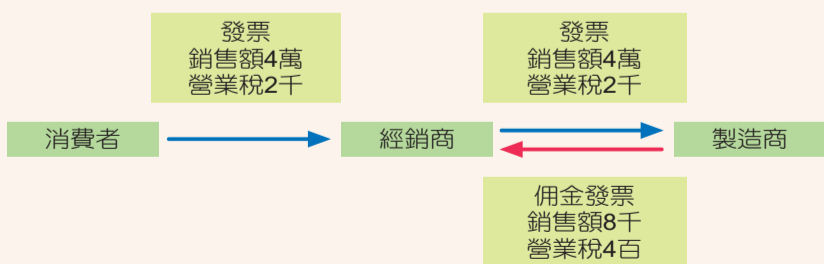 發票
銷售額4萬
營業稅2千
發票
銷售額4萬
營業稅2千
消費者
經銷商
製造商
佣金發票
銷售額8千
營業稅4百